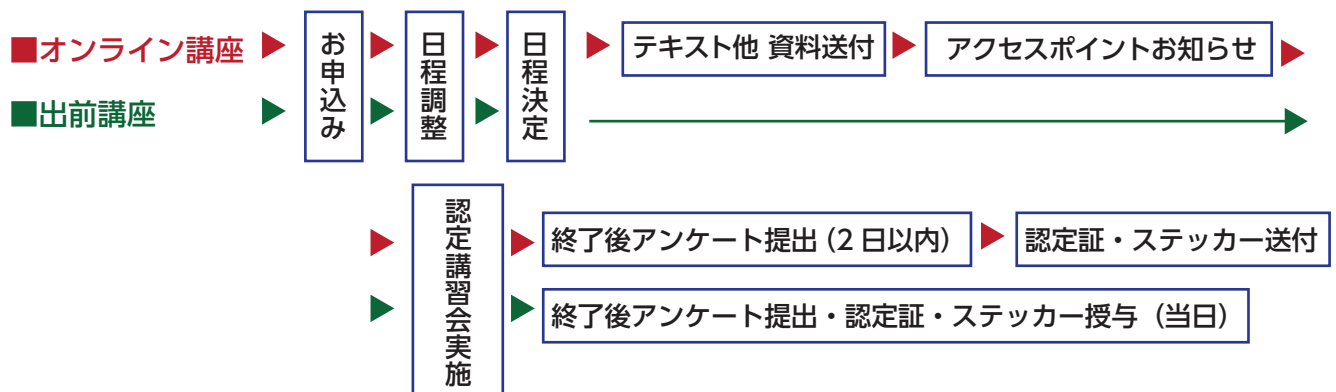 ■オンライン講座
■出前講座
お申込み
日程調整
日程決定
テキスト他 資料送付
アクセスポイントお知らせ
認定講習会実施
終了後アンケート提出（2日以内）
認定証・ステッカー送付
終了後アンケート提出・認定証・ステッカー授与（当日）